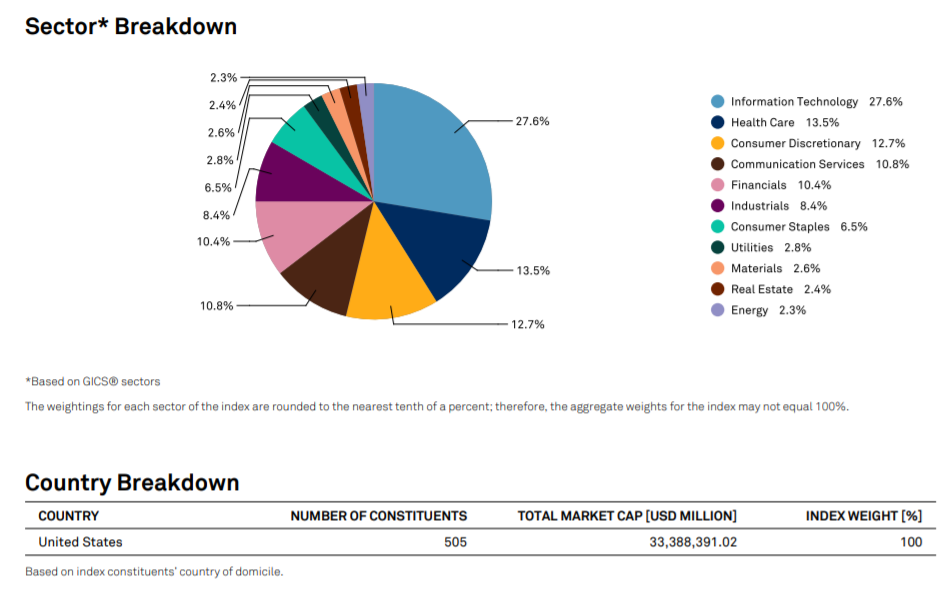 Sector* Breakdown
2.3%
2.4%
2.6%
2.8%
6.5%
8.4%
10.4%
10.8%
27.6%
13.5%
12.7%
Information Technology 27.6%
Health Care 13.5%
Consumer Discretionary 12.7%
Communication Services 10.8%
Financials 10.4%
Industrials 8.4%
Consumer Staples 6.5%
Utilities 2.8%
Materials 2.6%
Real Estate 2.4%
Energy 2.3%
*Based on GICS® sectors
The weightings for each sector of the index are rounded to the nearest tenth of a percent; therefore, the aggregate weights for the index may not equal 100%.
Country Breakdown
COUNTRY NUMBER OF CONSTITUENTS TOTAL MARKET CAP [USD MILLION] INDEX WEIGHT [%]
United States 505 33,388,391.02 100
Based on index constituents' country of domicile.